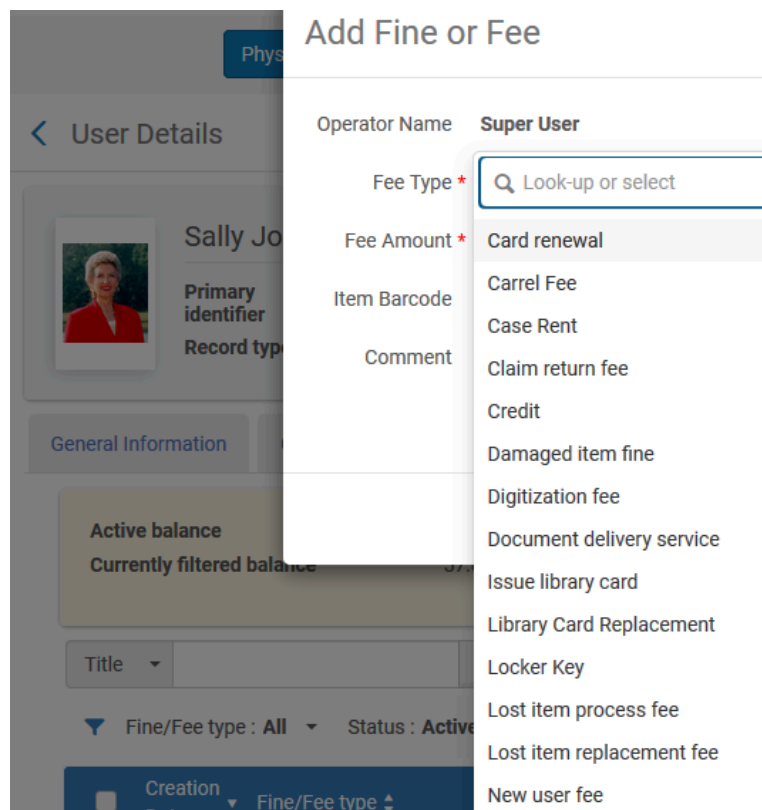 Add Fine or Fee
Phys
User Details
Operator Name Super User
Fee Type * Look-up or select
Sally Jo
Fee Amount * Card renewal
Primary identifier
Item Barcode Carrel Fee
Record type
Case Rent
Comment Claim return fee
Credit
General Information
Damaged item fine
Digitization fee
Active balance
Document delivery service
Currently filtered balance
Issue library card
Library Card Replacement
Title
Locker Key
Lost item process fee
Fine/Fee type : All Status : Active
Lost item replacement fee
Creation
Fine/Fee type
New user fee